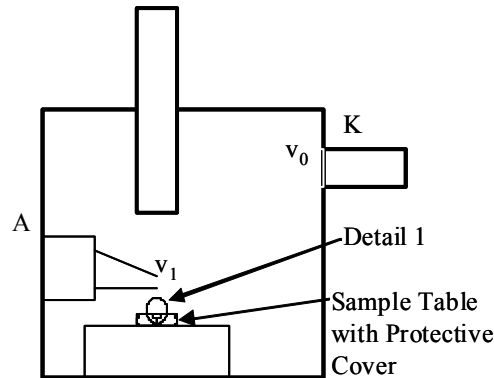 K
v0
A
Detail 1
v1
Sample Table
with Protective
Cover